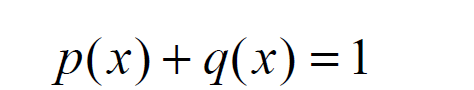 p(x) + q(x) = 1